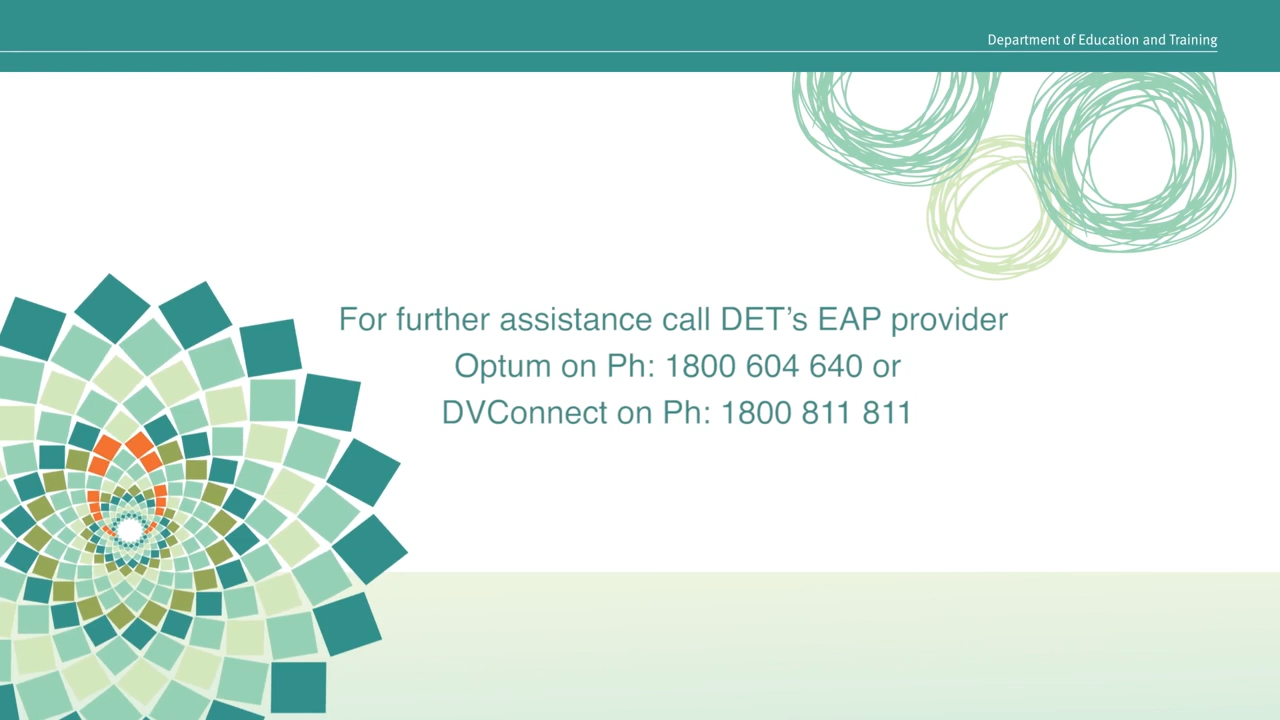 Department of Education and Training
For further assistance call DET’s EAP provider
Optum on Ph: 1800 604 640 or
DVConnect on Ph: 1800 811 811